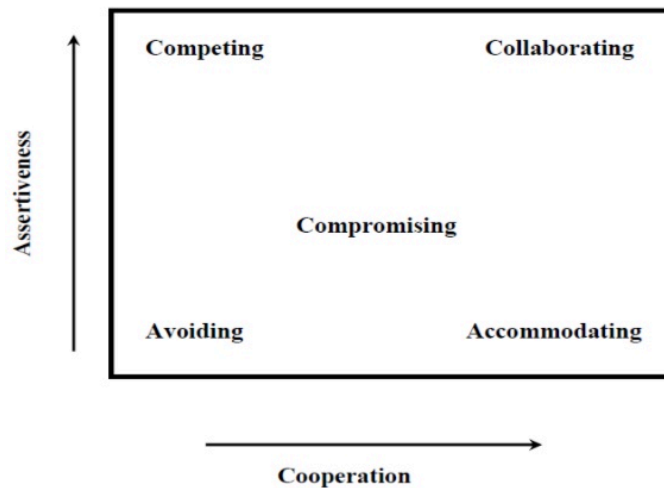 Competing
Collaborating
Assertiveness
Compromising
Avoiding
Accommodating
Cooperation